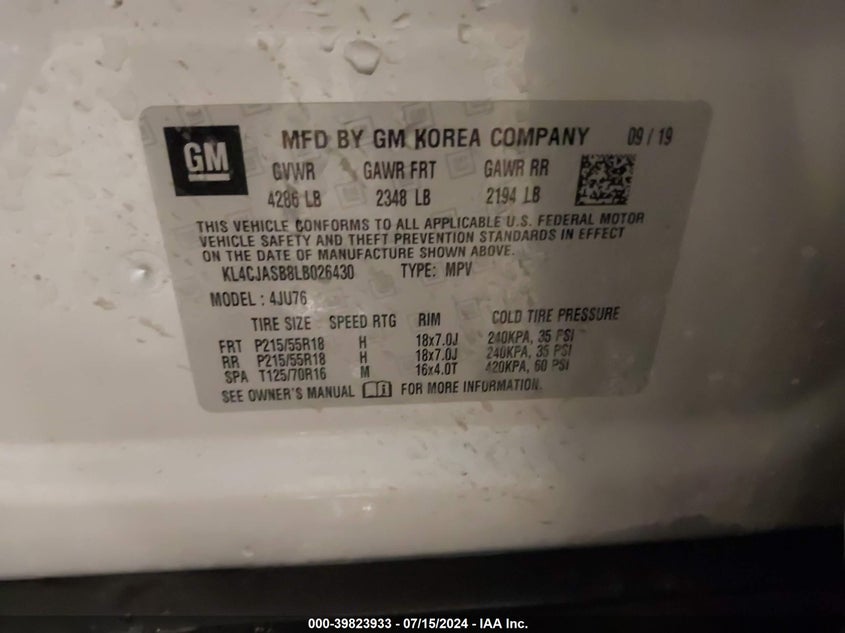 GM
MFD BY GM KOREA COMPANY 09 / 19
GVWR GAWR FRT GAWR RR
4286 LB 2348 LB 2194 LB
THIS VEHICLE CONFORMS TO ALL APPLICABLE U.S. FEDERAL MOTOR
VEHICLE SAFETY AND THEFT PREVENTION STANDARDS IN EFFECT
ON THE DATE OF MANUFACTURE SHOWN ABOVE.
KL4CJASB8LB026430 TYPE: MPV
MODEL : 4JU76
TIRE SIZE SPEED RTG RIM COLD TIRE PRESSURE
FRT P215/55R18 H 18x7.0J 240KPA, 35 PSI
RR P215/55R18 H 18x7.0J 240KPA, 35 PSI
SPA T125/70R16 M 16x4.0T 420KPA, 60 PSI
SEE OWNER'S MANUAL FOR MORE INFORMATION.
000-39823933 - 07/15/2024 - IAA Inc.